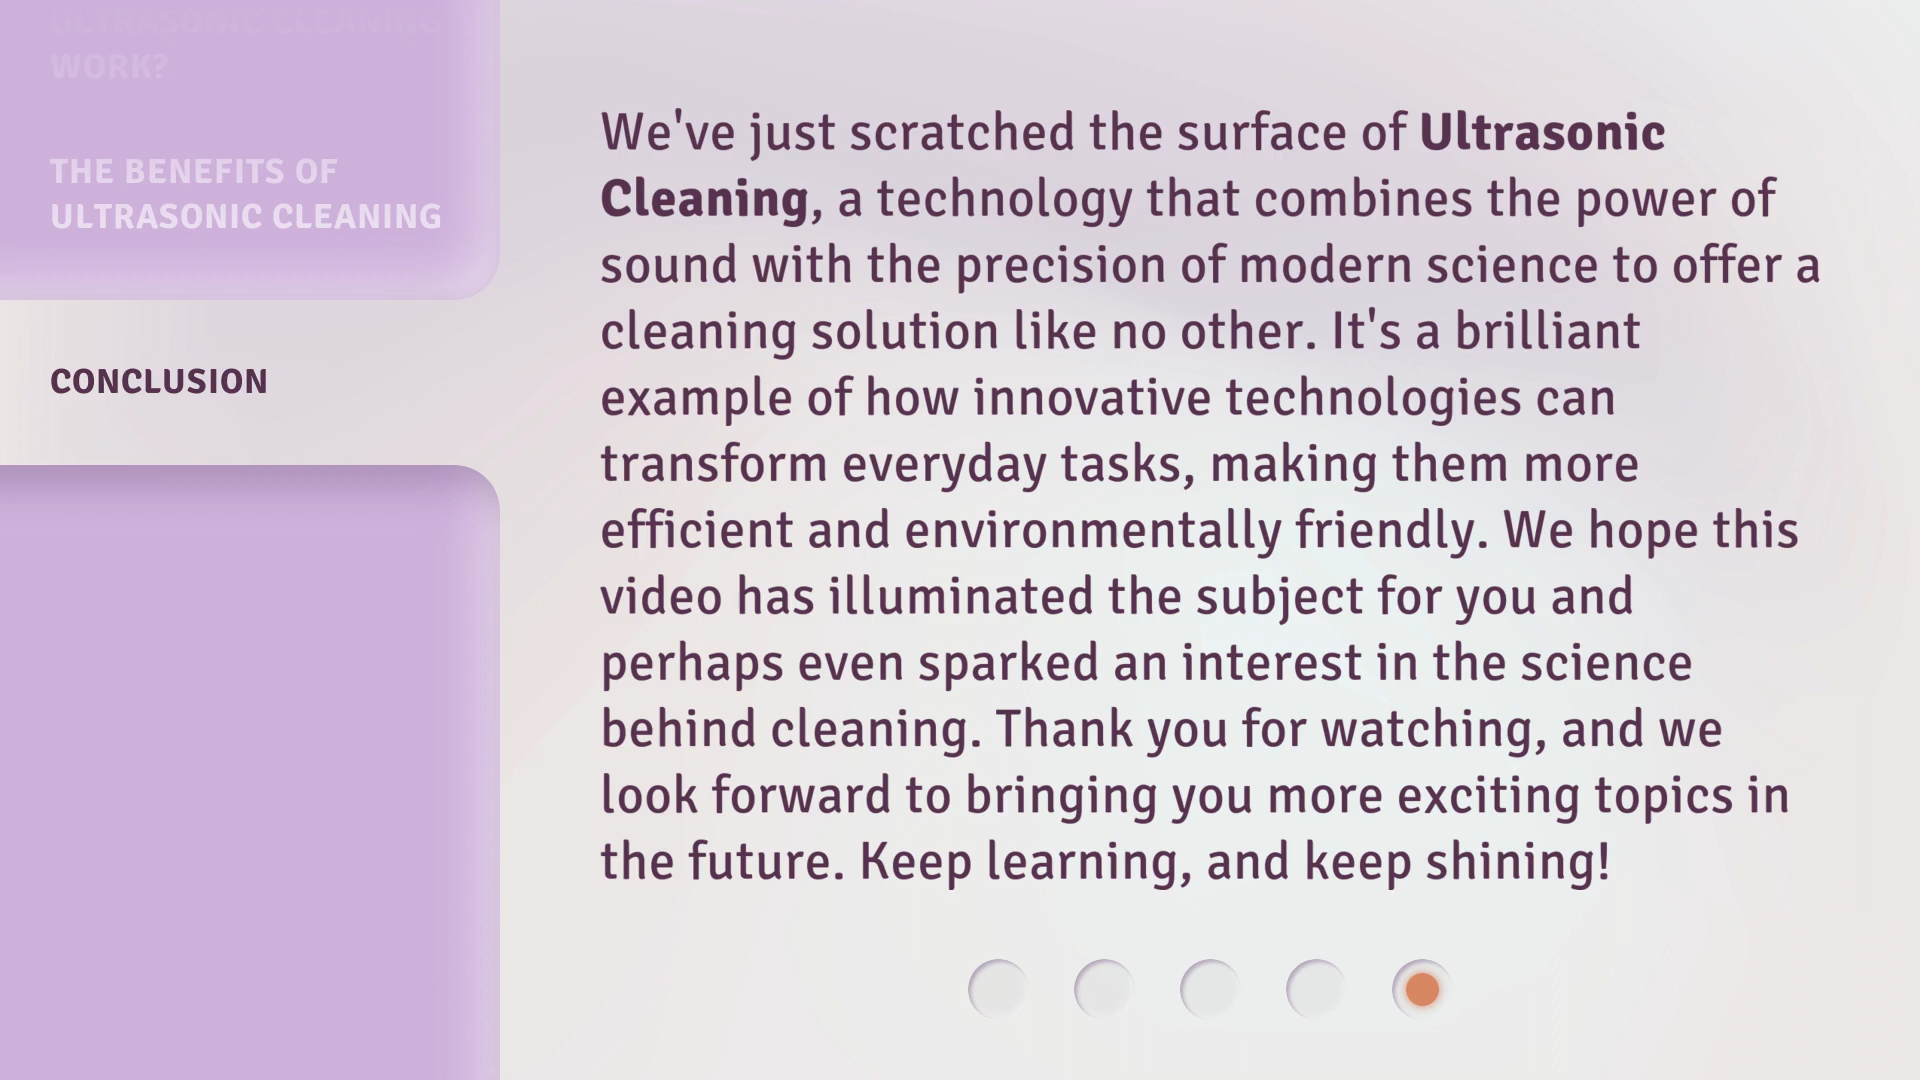 ULTRASONIC CLEANING
WORK?
THE BENEFITS OF
ULTRASONIC CLEANING
CONCLUSION
We've just scratched the surface of Ultrasonic
Cleaning, a technology that combines the power of
sound with the precision of modern science to offer a
cleaning solution like no other. It's a brilliant
example of how innovative technologies can
transform everyday tasks, making them more
efficient and environmentally friendly. We hope this
video has illuminated the subject for you and
perhaps even sparked an interest in the science
behind cleaning. Thank you for watching, and we
look forward to bringing you more exciting topics in
the future. Keep learning, and keep shining!